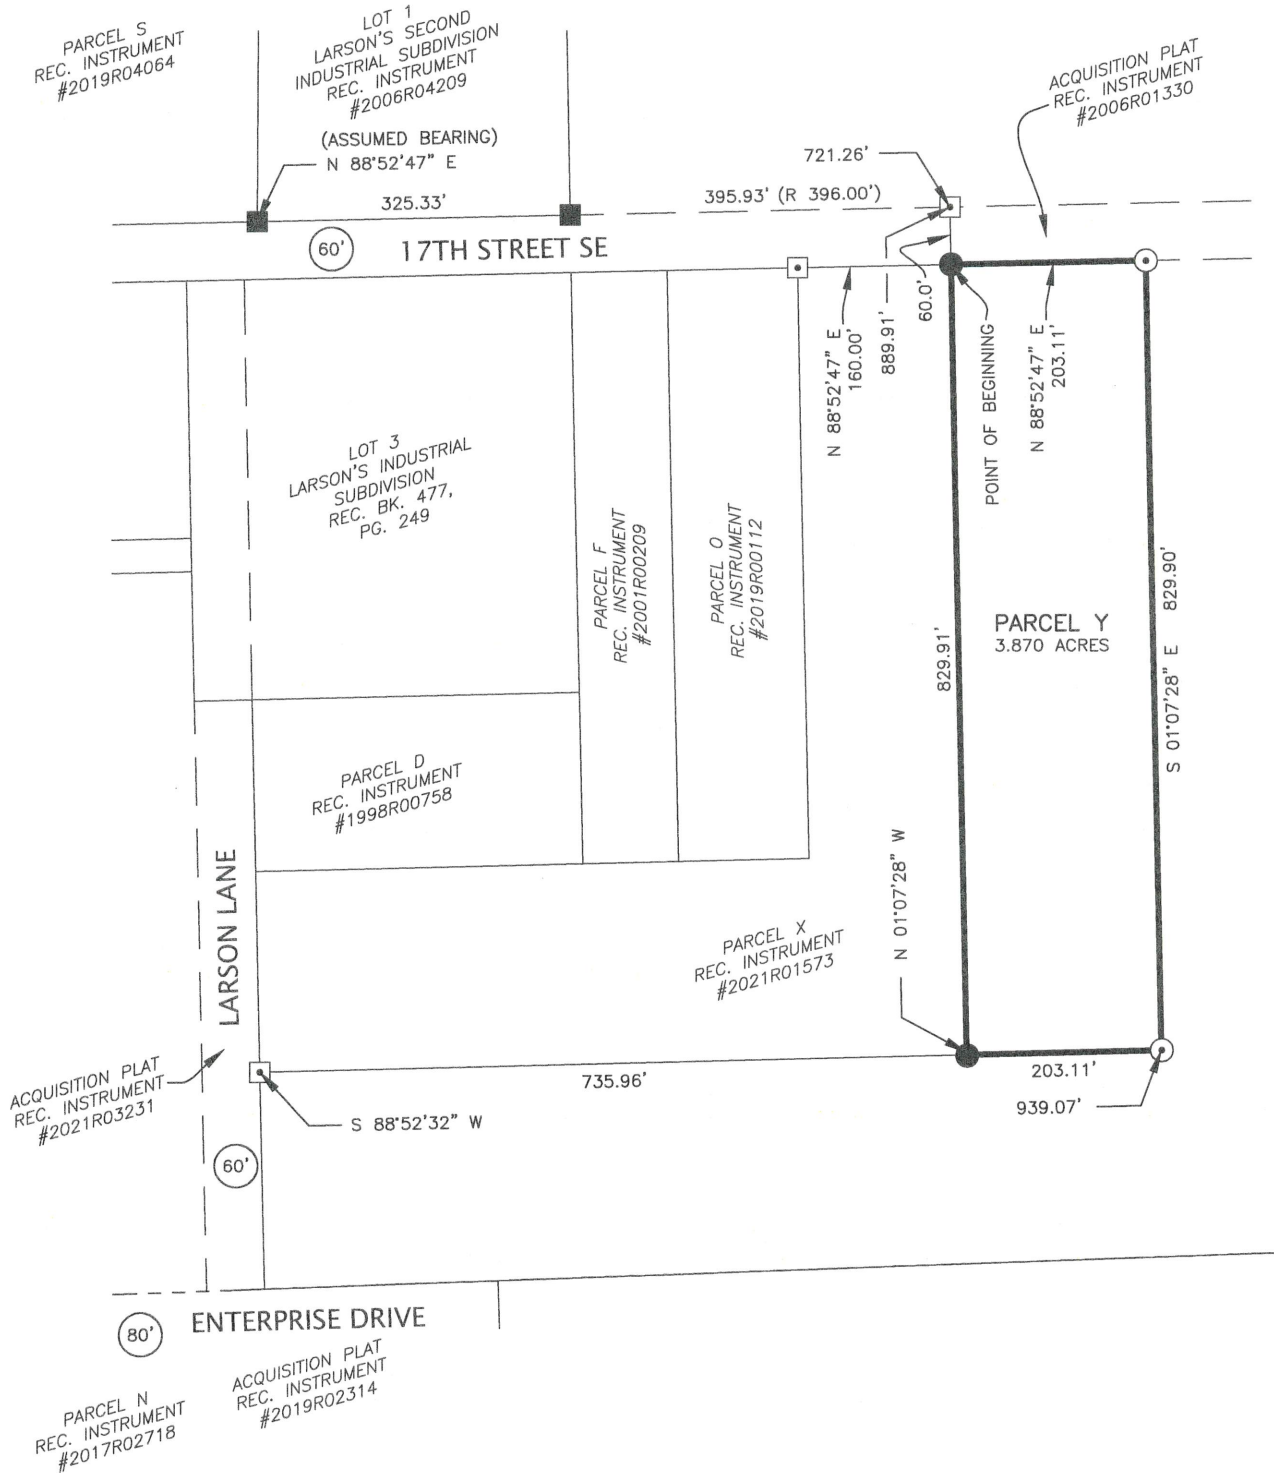 PARCEL S
REC. INSTRUMENT
#2019R04064
LOT 1
LARSON'S SECOND
INDUSTRIAL SUBDIVISION
REC. INSTRUMENT
#2006R04209
(ASSUMED BEARING)
N 88°52'47" E
325.33'
721.26'
395.93' (R 396.00')
ACQUISITION PLAT
REC. INSTRUMENT
#2006R01330
60'
17TH STREET SE
N 88°52'47" E
160.00'
889.91'
60.0'
POINT OF BEGINNING
N 88°52'47" E
203.11'
LOT 3
LARSON'S INDUSTRIAL
SUBDIVISION
REC. BK. 477,
PG. 249
PARCEL F
REC. INSTRUMENT
#2001R00209
PARCEL O
REC. INSTRUMENT
#2019R00112
829.91'
PARCEL Y
3.870 ACRES
S 01°07'28" E 829.90'
PARCEL D
REC. INSTRUMENT
#1998R00758
LARSON LANE
PARCEL X
REC. INSTRUMENT
#2021R01573
N 01°07'28" W
ACQUISITION PLAT
REC. INSTRUMENT
#2021R03231
735.96'
203.11'
939.07'
S 88°52'32" W
60'
80'
ENTERPRISE DRIVE
ACQUISITION PLAT
REC. INSTRUMENT
#2019R02314
PARCEL N
REC. INSTRUMENT
#2017R02718